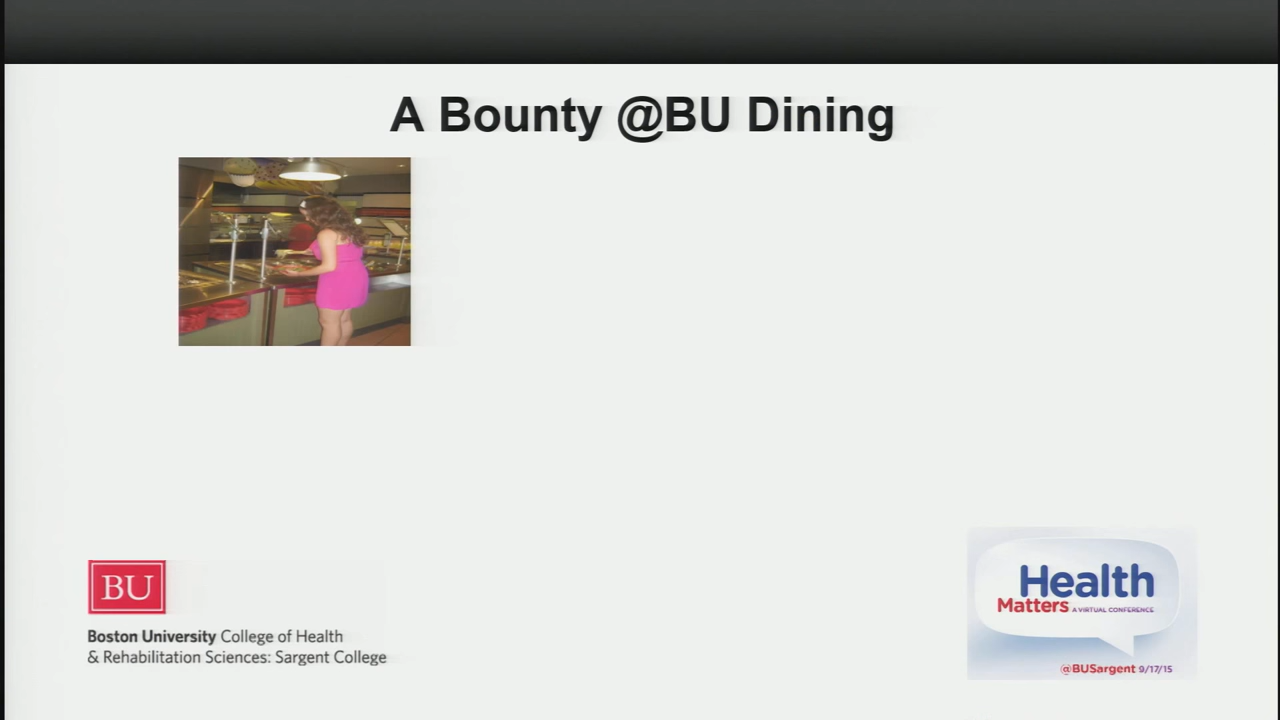 A Bounty @BU Dining
BU
Boston University College of Health
& Rehabilitation Sciences: Sargent College
Health
Matters A VIRTUAL CONFERENCE
@BUSargent 9/17/15